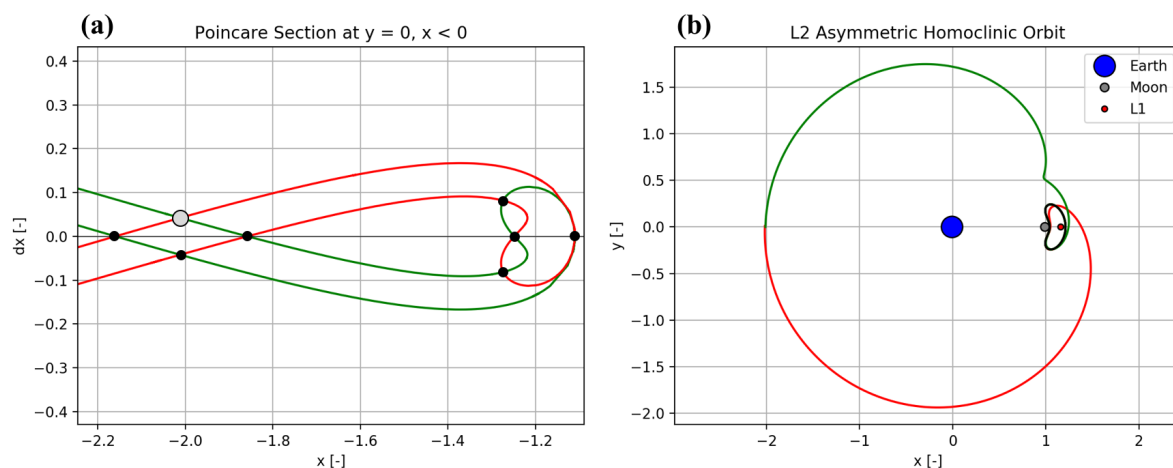 (a)
Poincare Section at y = 0, x < 0
0.4
0.3
0.2
0.1
0.0
−0.1
−0.2
−0.3
−0.4
dx [-]
−2.2
−2.0
−1.8
−1.6
−1.4
−1.2
x [-]
(b)
L2 Asymmetric Homoclinic Orbit
Earth
Moon
L1
1.5
1.0
0.5
0.0
−0.5
−1.0
−1.5
−2.0
y [-]
−2
−1
0
1
2
x [-]